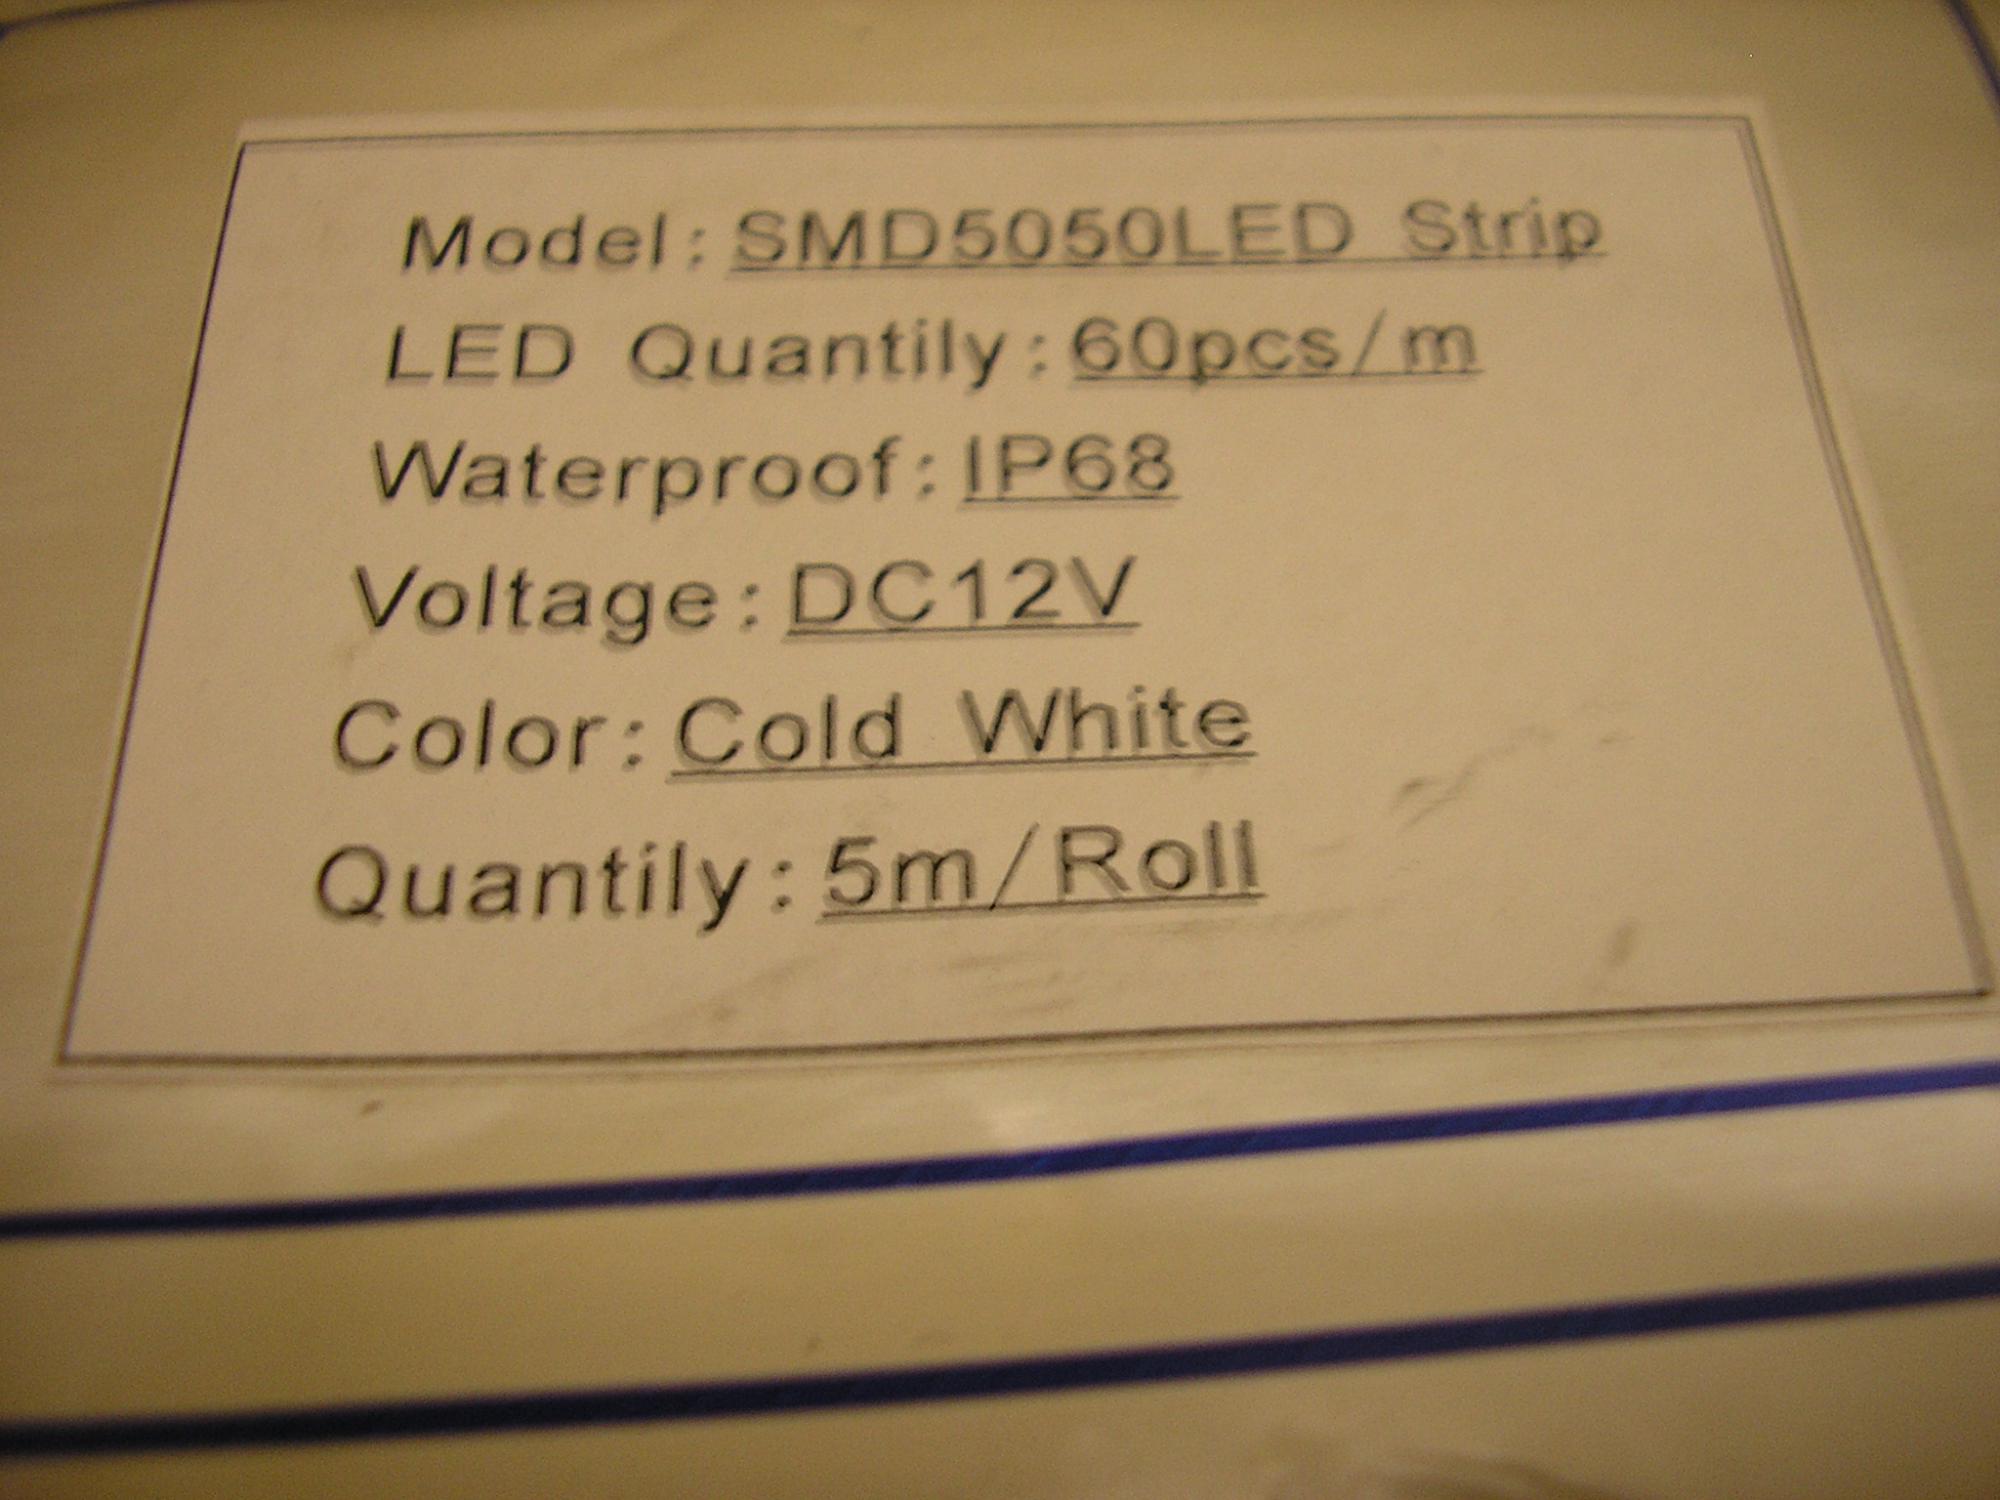 Model: SMD5050LED Strip
LED Quantily: 60pcs/m
Waterproof: IP68
Voltage: DC12V
Color: Cold White
Quantily: 5m/Roll